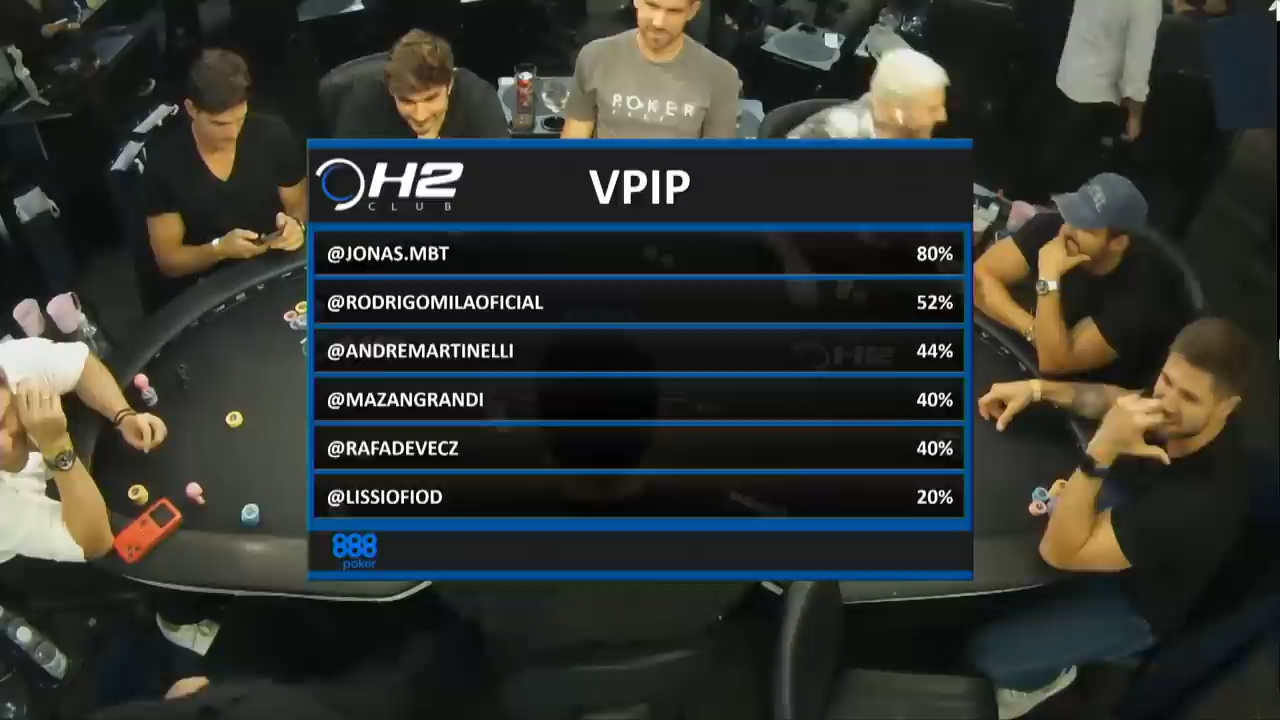 POKER
H2
CLUB
VPIP
@JONAS.MBT 80%
@RODRIGOMILAOFICIAL 52%
@ANDREMARTINELLI 44%
@MAZANGRANDI 40%
@RAFADEVECZ 40%
@LISSIOFIOD 20%
888
poker